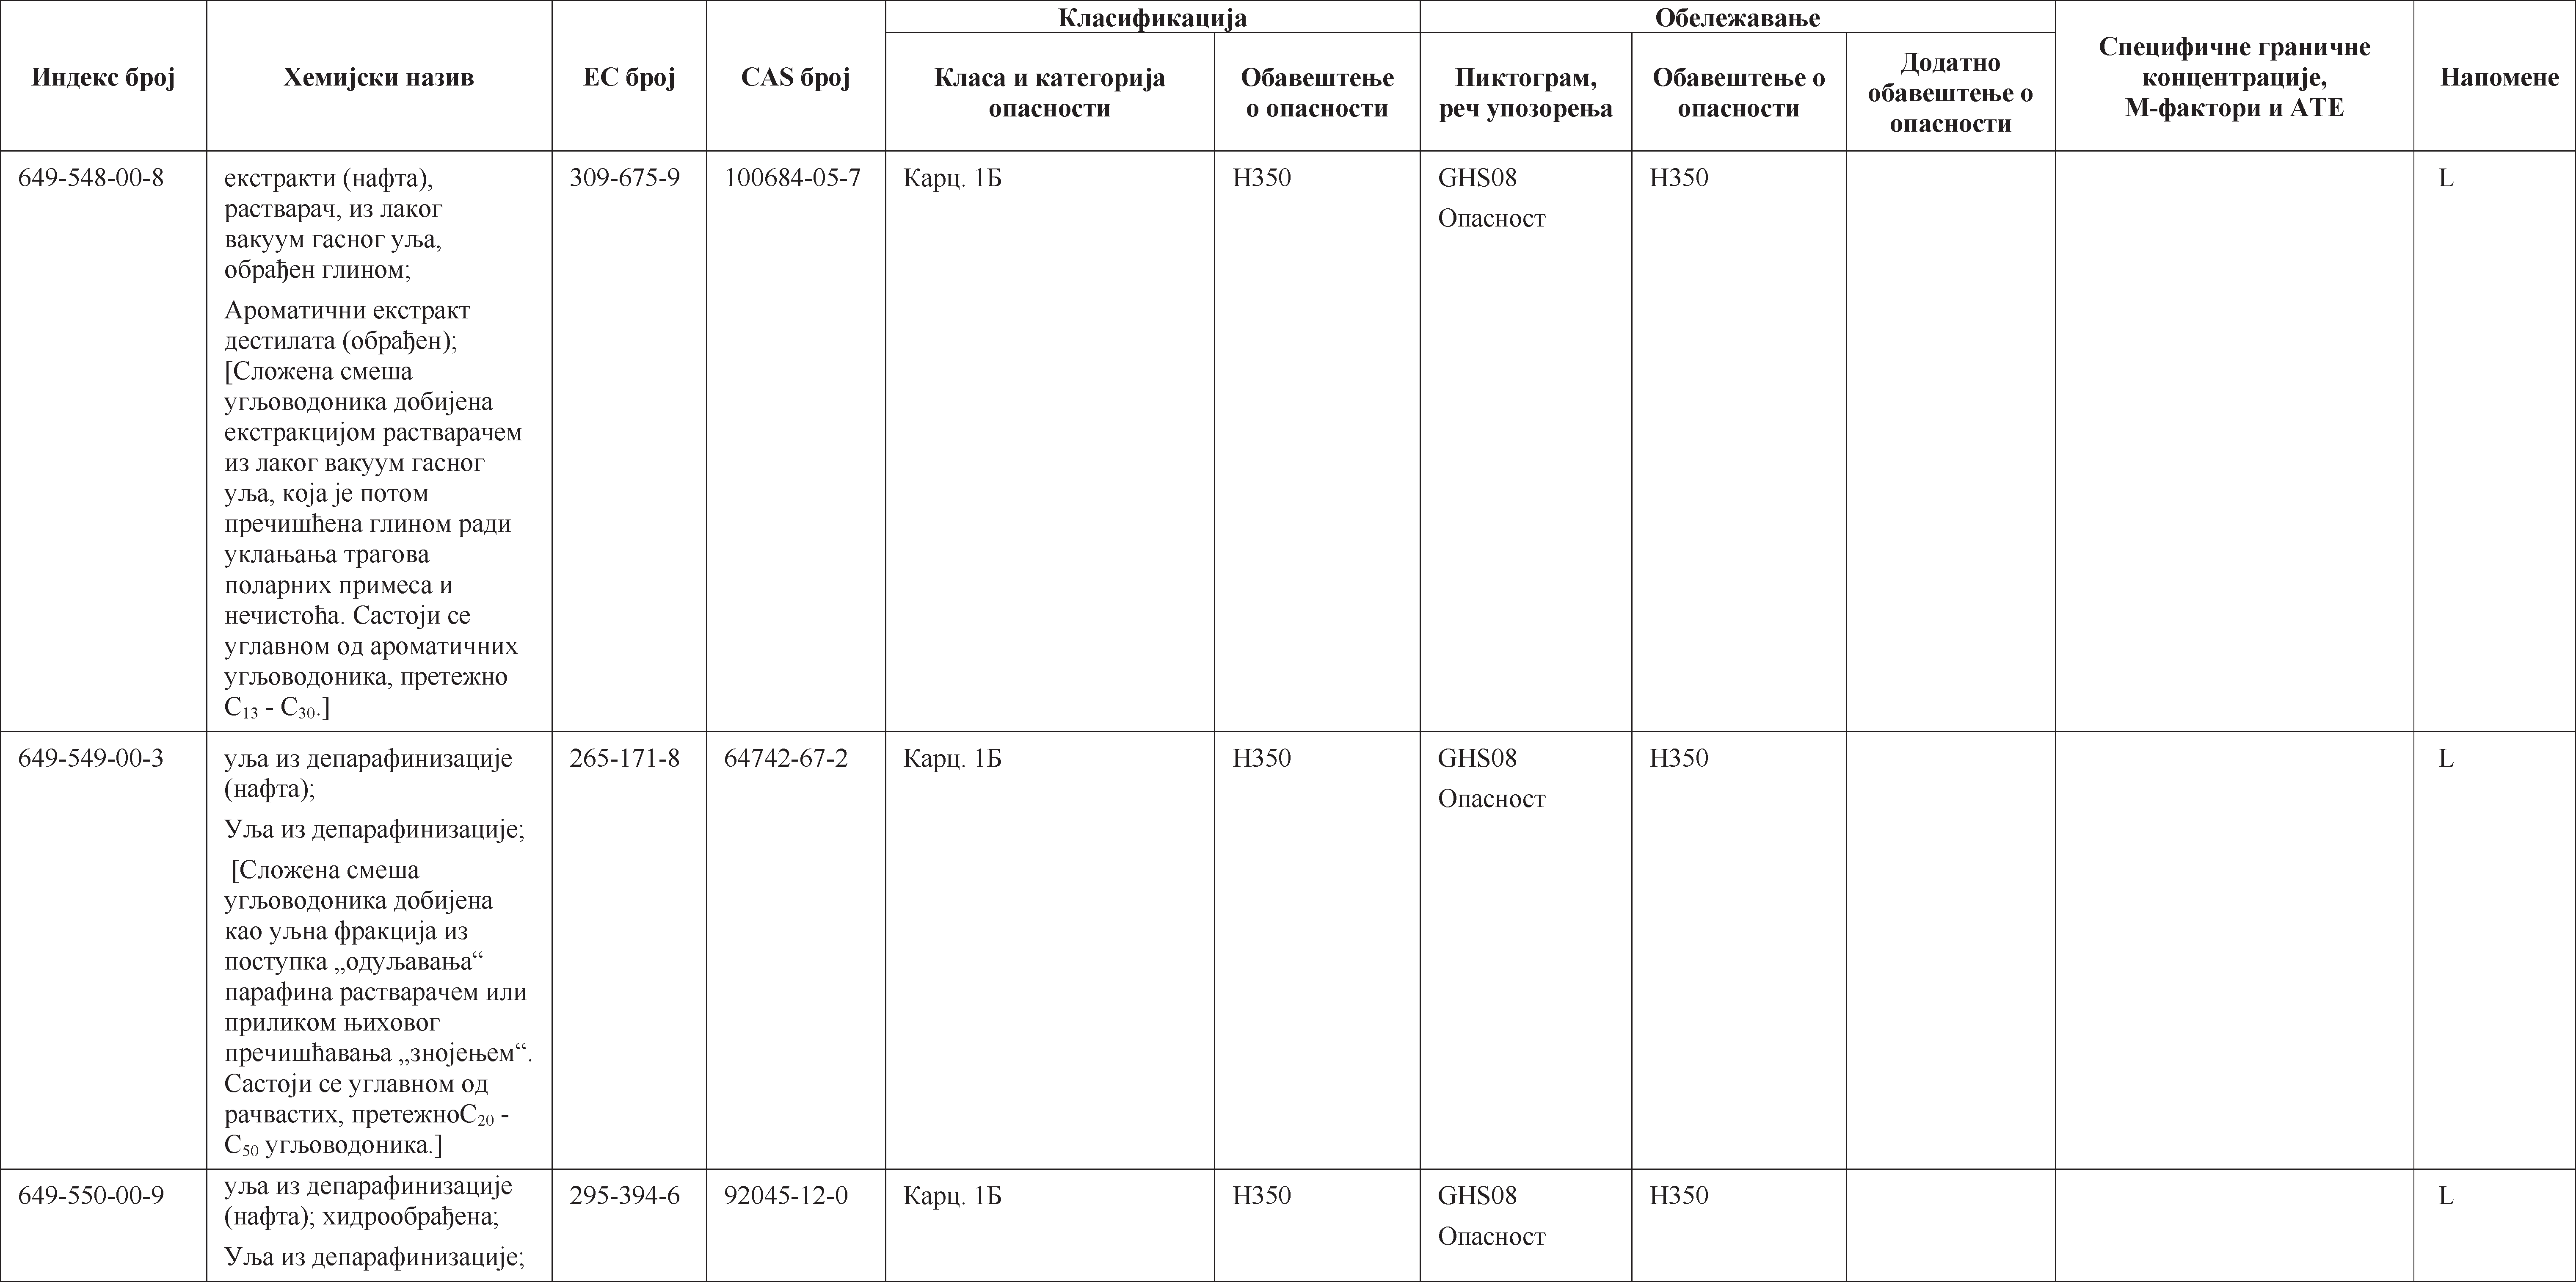 Индекс број
Хемијски назив
ЕС број
CAS број
Класификација
Обележавање
Класа и категорија
опасности
Обавештење
о опасности
Пиктограм,
реч упозорења
Обавештење о
опасности
Додатно
обавештење о
опасности
Специфичне граничне
концентрације,
М-фактори и АТЕ
Напомене
649-548-00-8
екстракти (нафта),
растварач, из лаког
вакуум гасног уља,
обрађен глином;
Ароматични екстракт
дестилата (обрађен);
[Сложена смеша
угљоводоника добијена
екстракцијом растварачем
из лаког вакуум гасног
уља, која је потом
пречишћена глином ради
уклањања трагова
поларних примеса и
нечистоћа. Састоји се
углавном од ароматичних
угљоводоника, претежно
C₁₃ - C₃₀.]
309-675-9
100684-05-7
Карц. 1Б
H350
GHS08
Опасност
H350
L
649-549-00-3
уља из депарафинизације
(нафта);
Уља из депарафинизације;
[Сложена смеша
угљоводоника добијена
као уљна фракција из
поступка „одуљавања“
парафина растварачем или
приликом њиховог
пречишћавања „знојењем“.
Састоји се углавном од
рачвастих, претежноC₂₀ -
C₅₀ угљоводоника.]
265-171-8
64742-67-2
Карц. 1Б
H350
GHS08
Опасност
H350
L
649-550-00-9
уља из депарафинизације
(нафта); хидрообрађена;
Уља из депарафинизације;
295-394-6
92045-12-0
Карц. 1Б
H350
GHS08
Опасност
H350
L